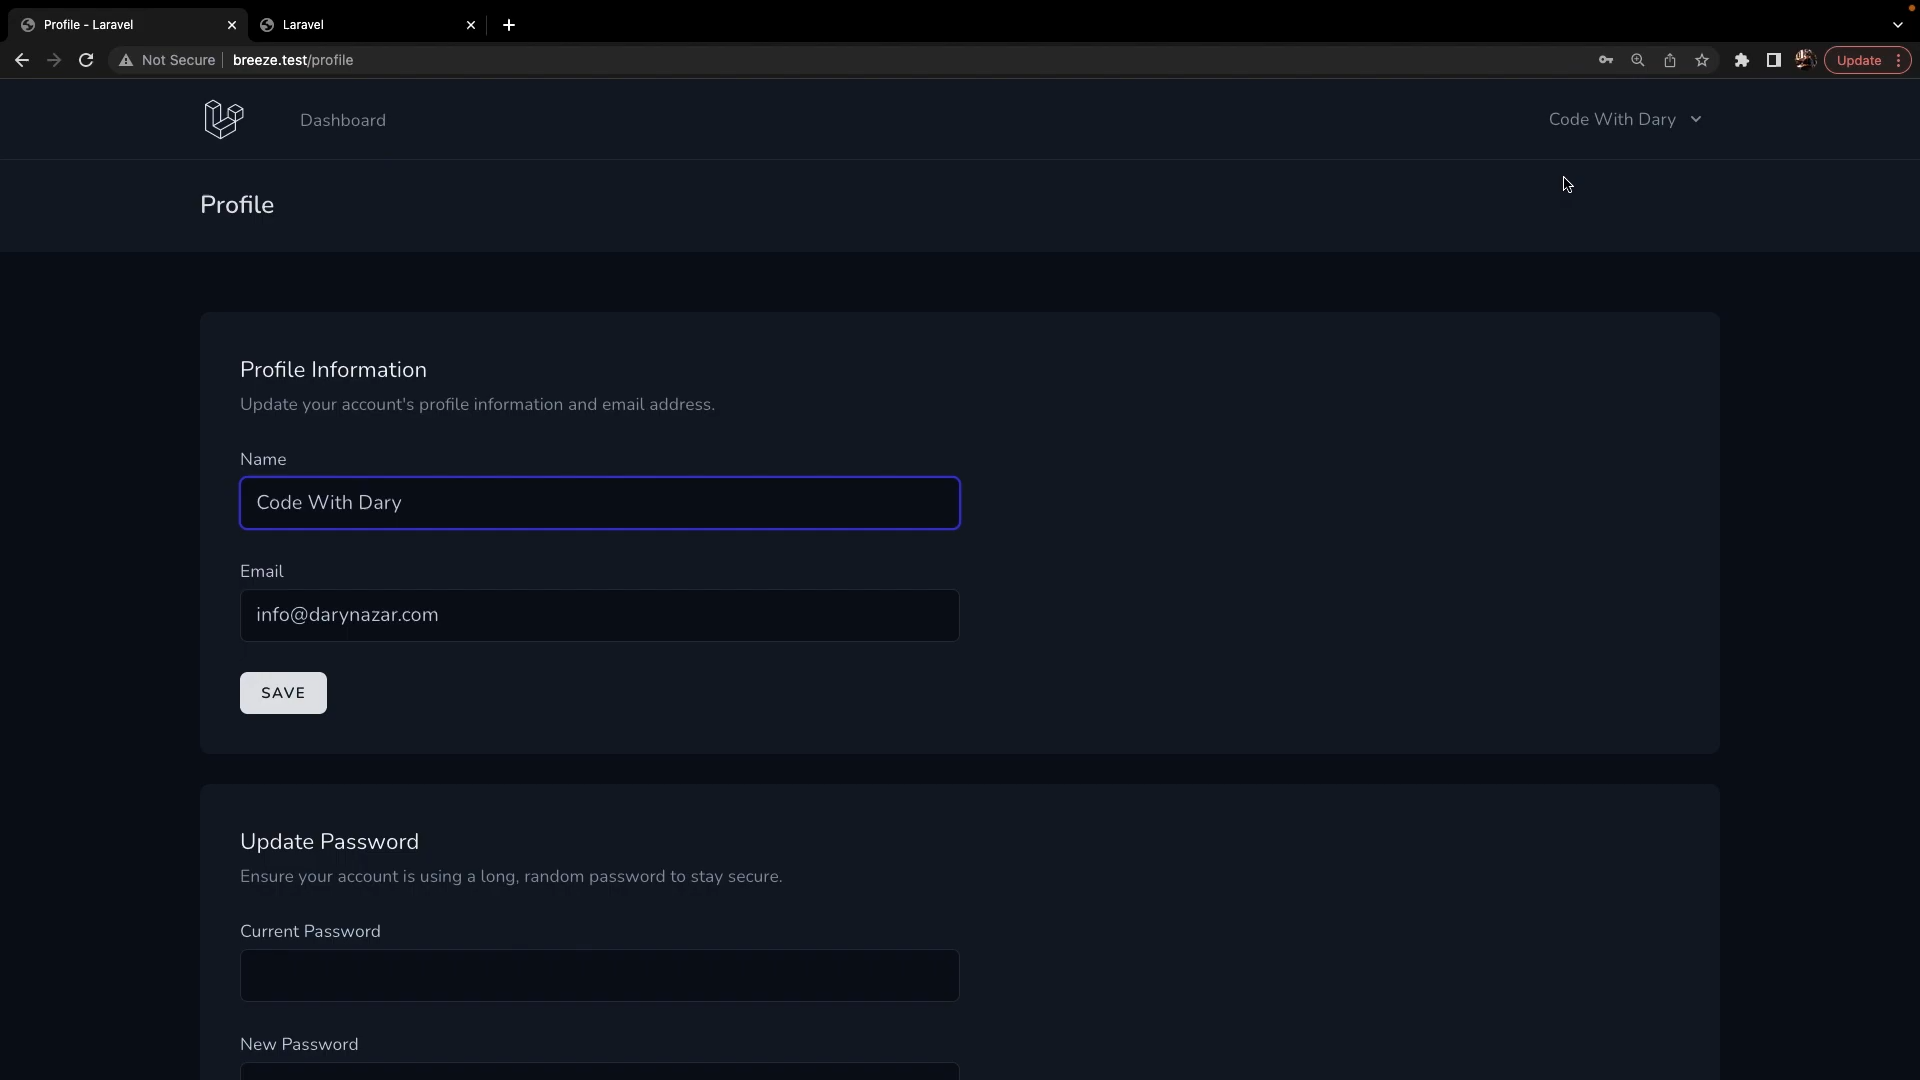 Profile - Laravel
Laravel
Not Secure
breeze.test/profile
Update
Dashboard
Code With Dary
Profile
Profile Information
Update your account's profile information and email address.
Name
Code With Dary
Email
info@darynazar.com
SAVE
Update Password
Ensure your account is using a long, random password to stay secure.
Current Password
New Password